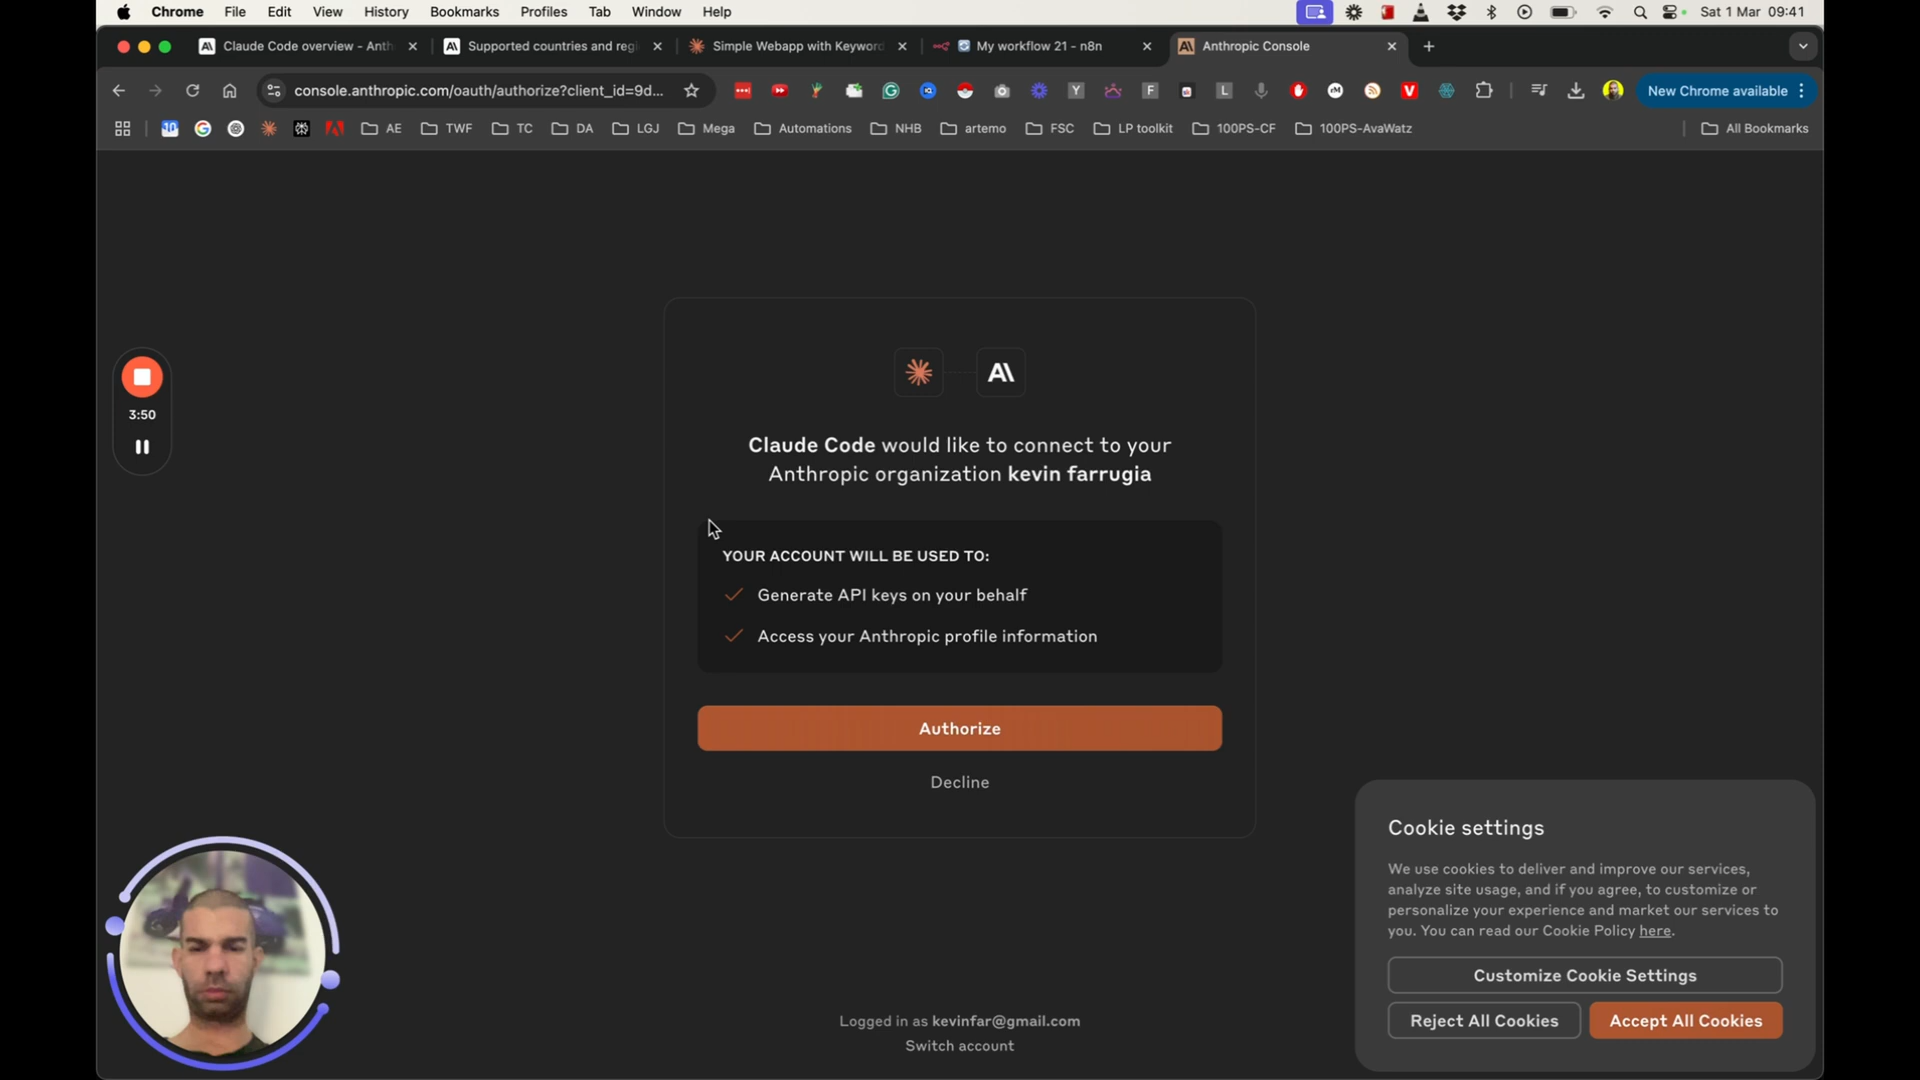 Chrome File Edit View History Bookmarks Profiles Tab Window Help Sat 1 Mar 09:41
Claude Code overview - Anth Supported countries and regi Simple Webapp with Keyword My workflow 21 - n8n Anthropic Console
console.anthropic.com/oauth/authorize?client_id=9d... New Chrome available
AE TWF TC DA LGJ Mega Automations NHB artemo FSC LP toolkit 100PS-CF 100PS-AvaWatz All Bookmarks
3:50
Claude Code would like to connect to your
Anthropic organization kevin farrugia
YOUR ACCOUNT WILL BE USED TO:
Generate API keys on your behalf
Access your Anthropic profile information
Authorize
Decline
Logged in as kevinfar@gmail.com
Switch account
Cookie settings
We use cookies to deliver and improve our services,
analyze site usage, and if you agree, to customize or
personalize your experience and market our services to
you. You can read our Cookie Policy here.
Customize Cookie Settings
Reject All Cookies Accept All Cookies